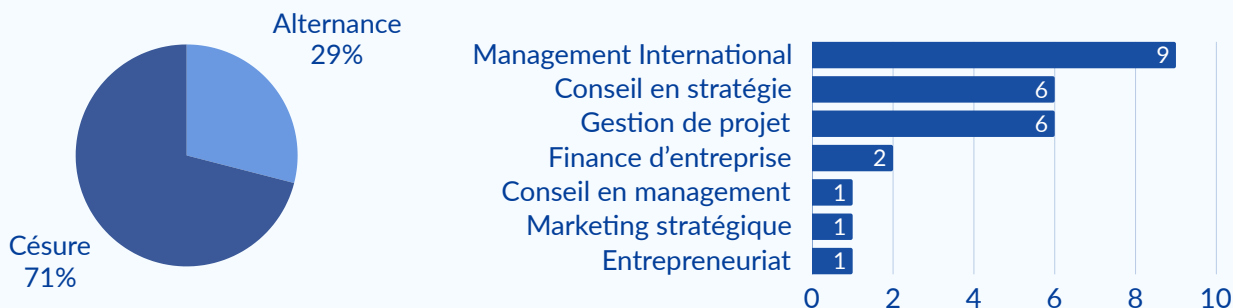 Alternance
29%
Césure
71%
Management International
9
Conseil en stratégie
6
Gestion de projet
6
Finance d’entreprise
2
Conseil en management
1
Marketing stratégique
1
Entrepreneuriat
1
0 2 4 6 8 10